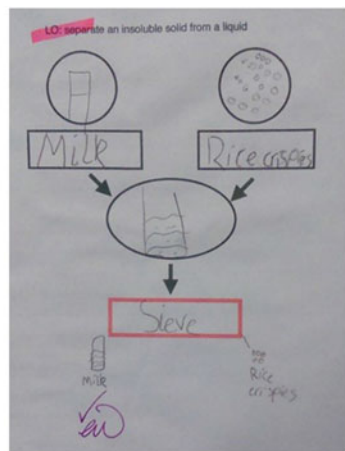 LO: separate an insoluble solid from a liquid
Milk
Rice crispies
Sieve
Milk
Rice
crispies